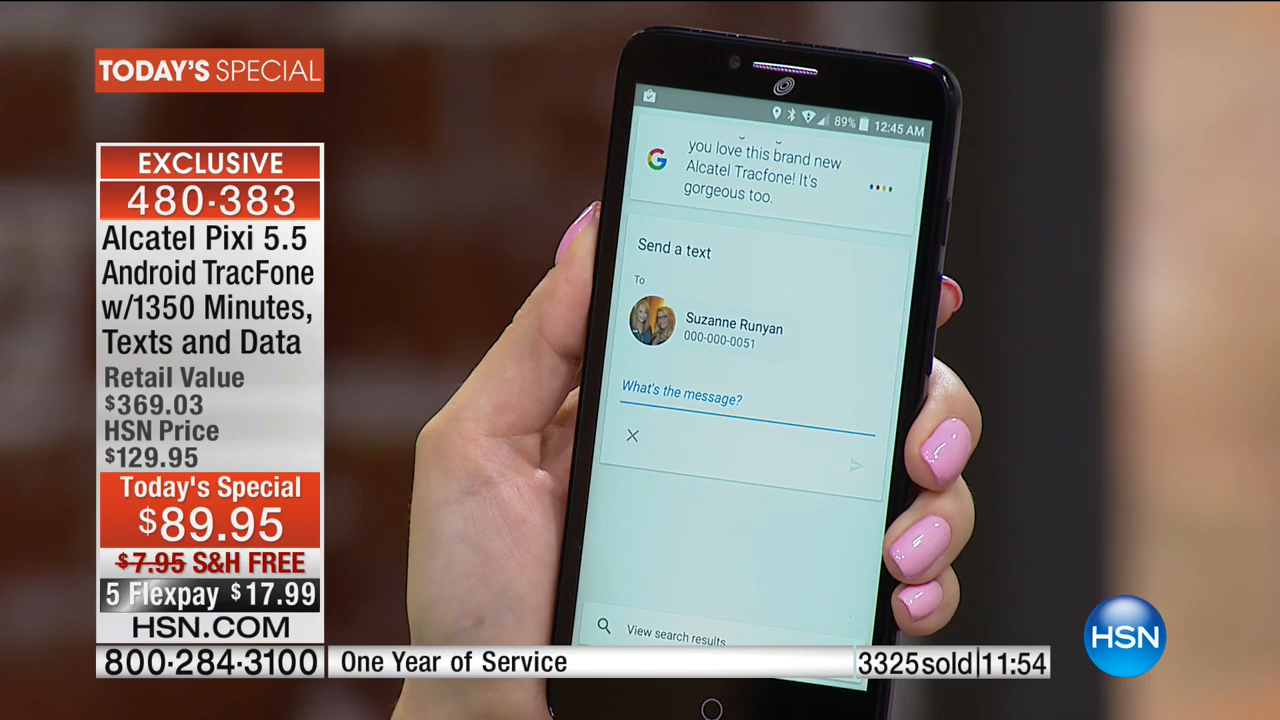 TODAY'S SPECIAL
EXCLUSIVE
480-383
Alcatel Pixi 5.5
Android TracFone
w/1350 Minutes,
Texts and Data
Retail Value
$369.03
HSN Price
$129.95
Today's Special
$89.95
$7.95 S&H FREE
5 Flexpay $17.99
HSN.COM
800-284-3100
One Year of Service
3325 sold 11:54
HSN
89% 12:45 AM
you love this brand new
Alcatel Tracfone! It's
gorgeous too.
Send a text
To
Suzanne Runyan
000-000-0051
What's the message?
View search results